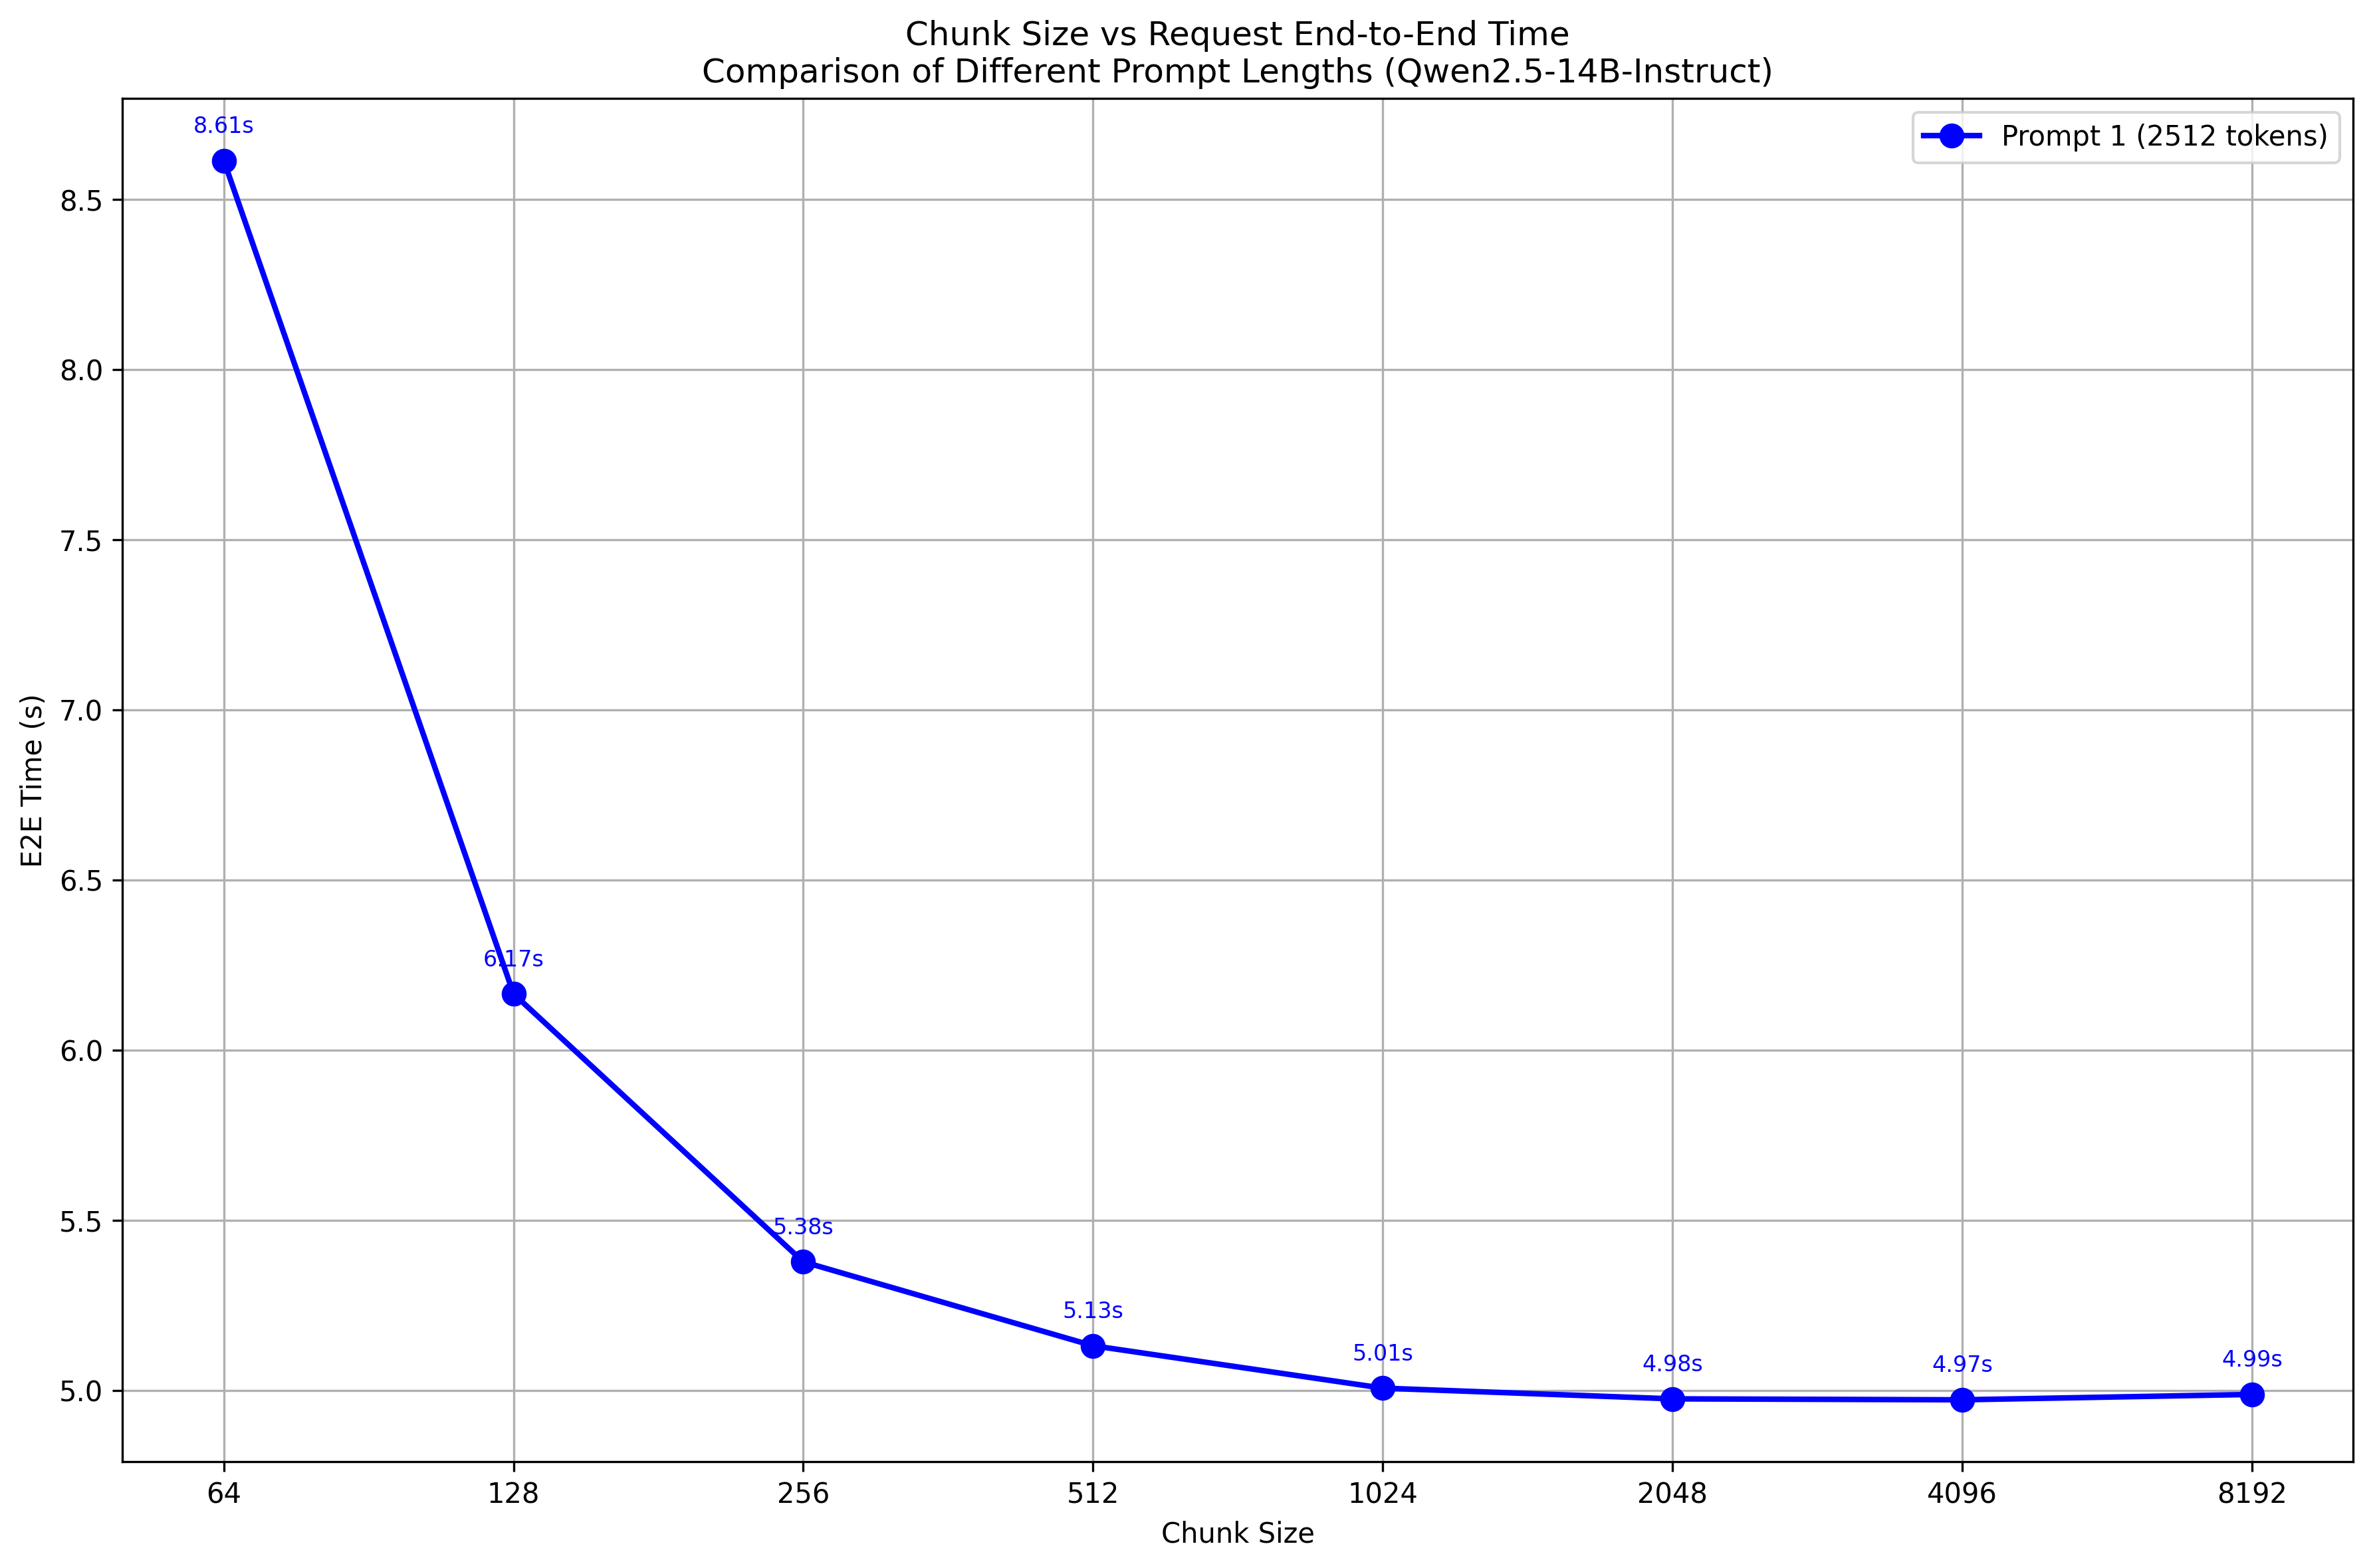 Chunk Size vs Request End-to-End Time
Comparison of Different Prompt Lengths (Qwen2.5-14B-Instruct)
Prompt 1 (2512 tokens)
8.61s
6.17s
5.38s
5.13s
5.01s
4.98s
4.97s
4.99s
E2E Time (s)
8.5
8.0
7.5
7.0
6.5
6.0
5.5
5.0
64 128 256 512 1024 2048 4096 8192
Chunk Size